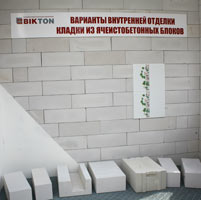 BIKTON
ВАРИАНТЫ ВНУТРЕННЕЙ ОТДЕЛКИ
КЛАДКИ ИЗ ЯЧЕИСТОБЕТОННЫХ БЛОКОВ